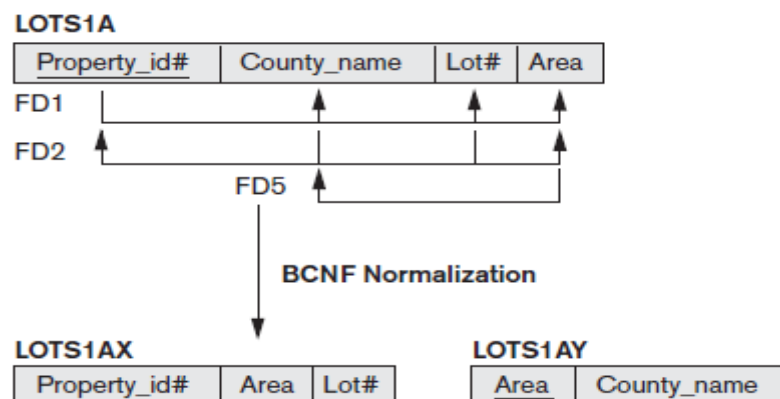 LOTS1A
Property_id# County_name Lot# Area
FD1
FD2
FD5
BCNF Normalization
LOTS1AX LOTS1AY
Property_id# Area Lot# Area County_name